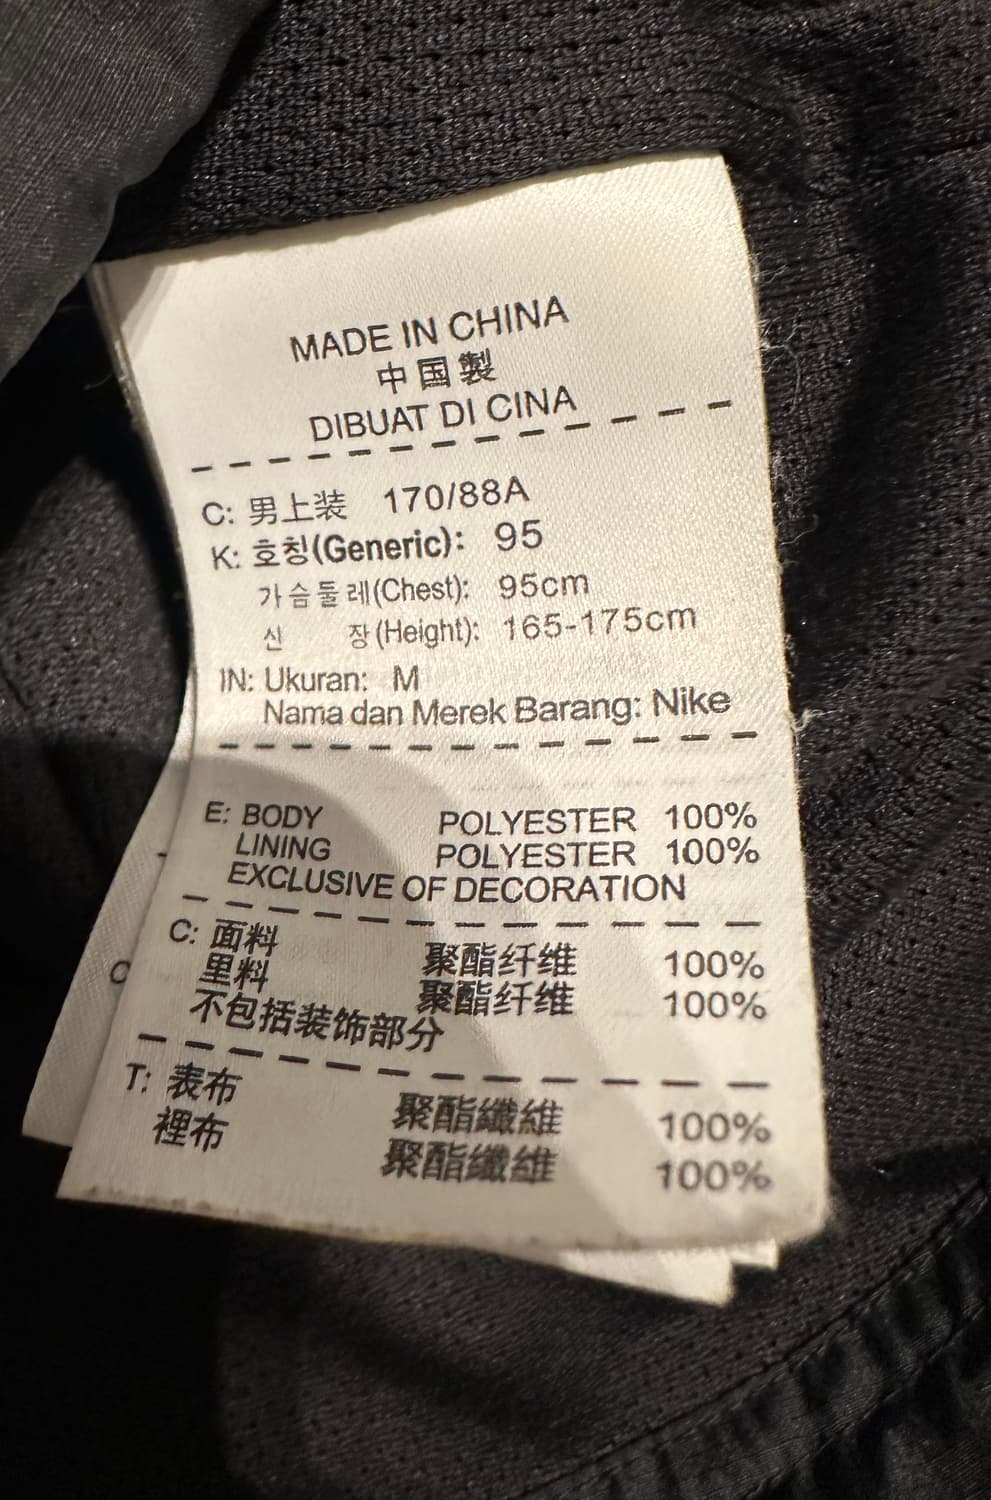 MADE IN CHINA
中国製
DIBUAT DI CINA
C: 男上装 170/88A
K: 호칭(Generic): 95
가슴둘레(Chest): 95cm
신 장(Height): 165-175cm
IN: Ukuran: M
Nama dan Merek Barang: Nike
E: BODY POLYESTER 100%
LINING POLYESTER 100%
EXCLUSIVE OF DECORATION
C: 面料 聚酯纤维 100%
里料 聚酯纤维 100%
不包括装饰部分
T: 表布 聚酯纖維 100%
裡布 聚酯纖維 100%